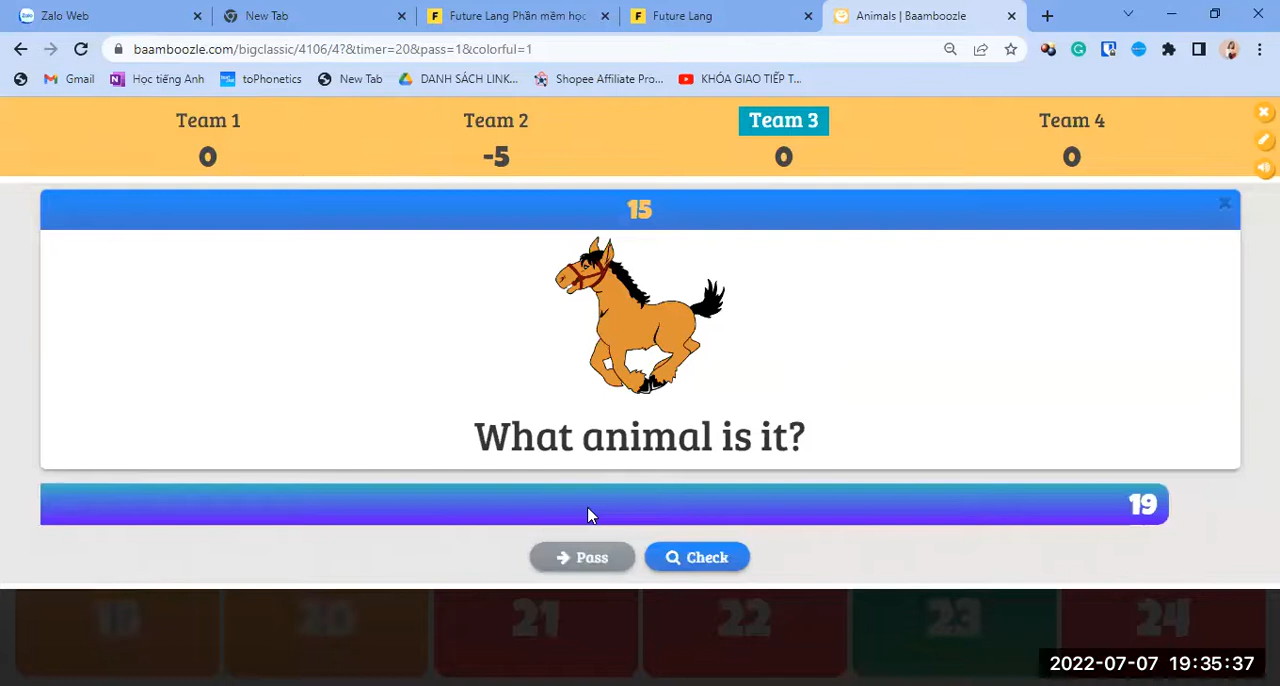 Zalo Web
New Tab
Future Lang Phần mềm học
Future Lang
Animals | Baamboozle
baamboozle.com/bigclassic/4106/4?&timer=20&pass=1&colorful=1
Gmail
Học tiếng Anh
toPhonetics
New Tab
DANH SÁCH LINK...
Shopee Affiliate Pro...
KHÓA GIAO TIẾP T...
Team 1
Team 2
Team 3
Team 4
0
-5
0
0
15
What animal is it?
19
Pass
Check
19
20
21
22
23
24
2022-07-07 19:35:37